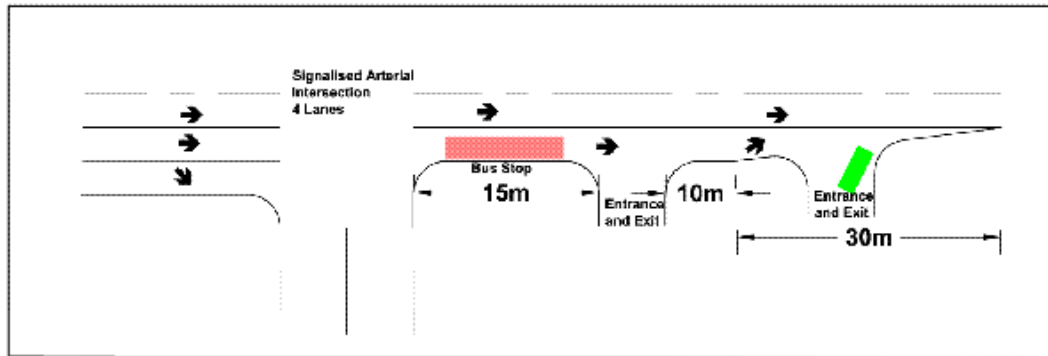 Signalised Arterial
Intersection
4 Lanes
Bus Stop
15m
Entrance
and Exit
10m
Entrance
and Exit
30m